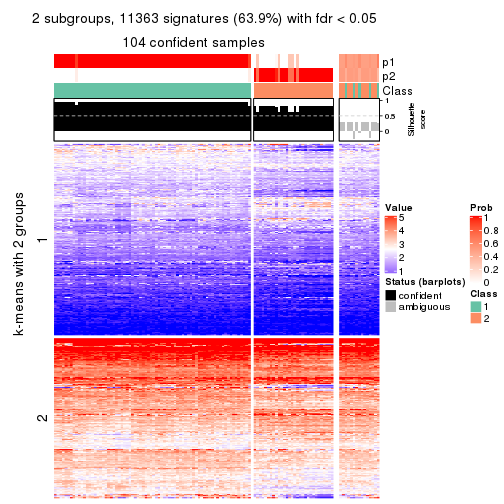 2 subgroups, 11363 signatures (63.9%) with fdr < 0.05
104 confident samples
p1
p2
Class
1
0.5
0
Silhouette
score
k-means with 2 groups
1
2
Value
5
4
3
2
1
Status (barplots)
confident
ambiguous
Prob
1
0.8
0.6
0.4
0.2
0
Class
1
2